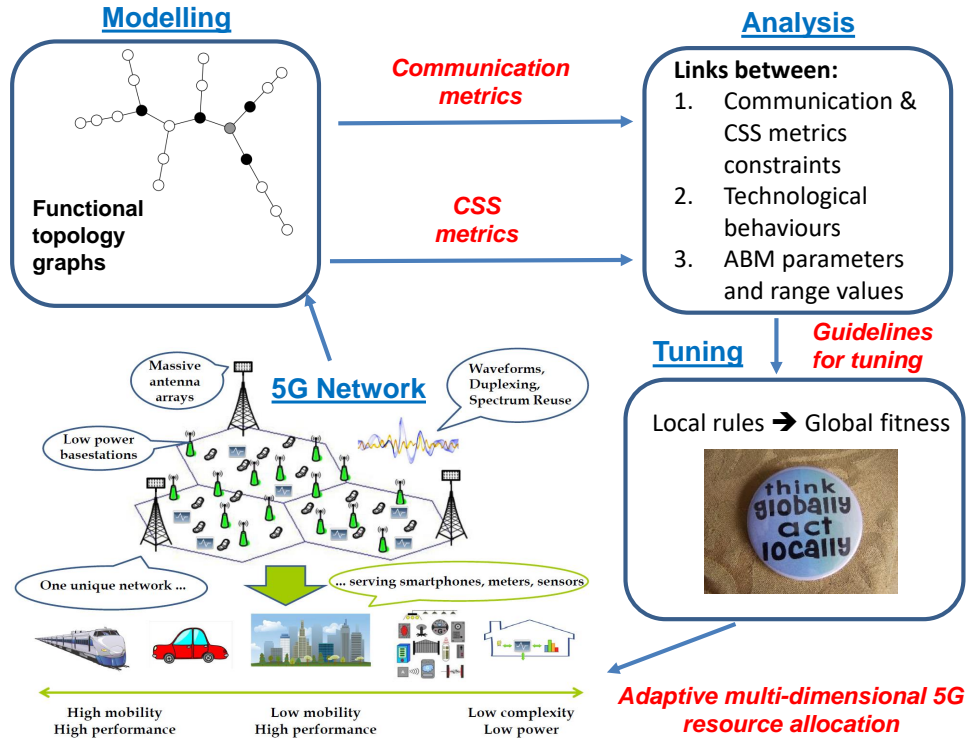 Modelling
Functional
topology
graphs
Communication
metrics
CSS
metrics
Analysis
Links between:
1. Communication &
CSS metrics
constraints
2. Technological
behaviours
3. ABM parameters
and range values
Guidelines
for tuning
Tuning
Local rules ➔ Global fitness
think
globally
act
locally
5G Network
Massive
antenna
arrays
Waveforms,
Duplexing,
Spectrum Reuse
Low power
basestations
One unique network ...
... serving smartphones, meters, sensors
High mobility
High performance
Low mobility
High performance
Low complexity
Low power
Adaptive multi-dimensional 5G
resource allocation